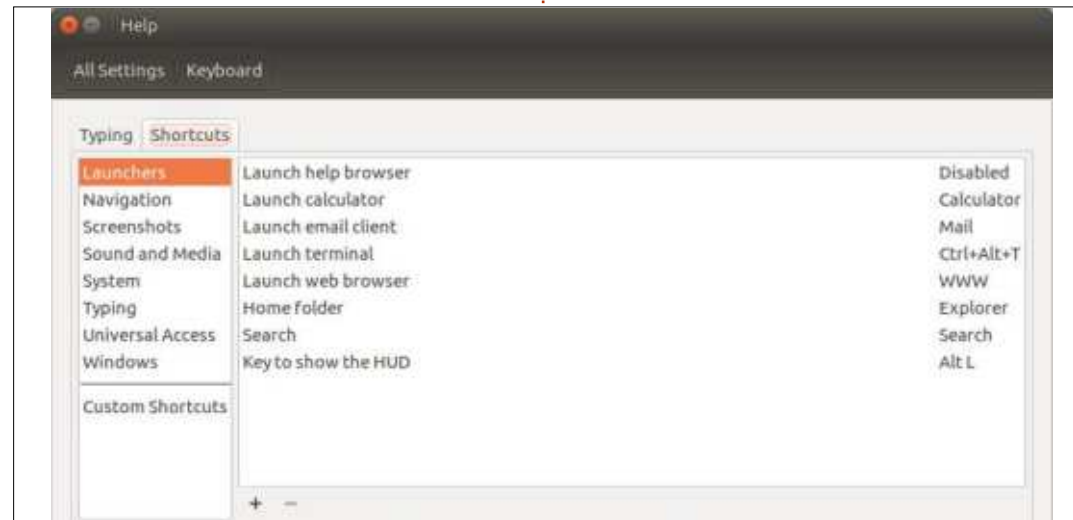 Help
All Settings Keyboard
Typing Shortcuts
Launchers Launch help browser Disabled
Navigation Launch calculator Calculator
Screenshots Launch email client Mail
Sound and Media Launch terminal Ctrl+Alt+T
System Launch web browser WWW
Typing Home folder Explorer
Universal Access Search Search
Windows Key to show the HUD Alt L
Custom Shortcuts
+ −